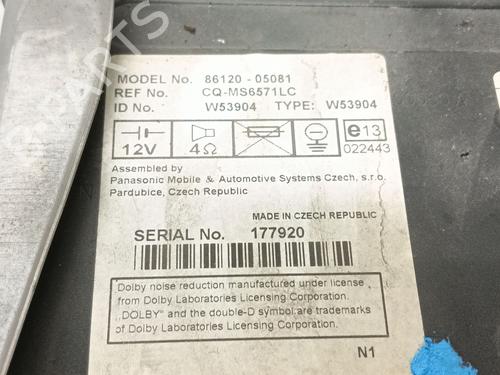 MODEL No. 86120 - 05081
REF No. CQ-MS6571LC
ID No. W53904 TYPE: W53904
12V 4Ω e13
022443
Assembled by
Panasonic Mobile & Automotive Systems Czech, s.r.o.
Pardubice, Czech Republic
MADE IN CZECH REPUBLIC
SERIAL No. 177920
Dolby noise reduction manufactured under license
from Dolby Laboratories Licensing Corporation.
„DOLBY" and the double-D symbol are trademarks
of Dolby Laboratories Licensing Corporation.
N1